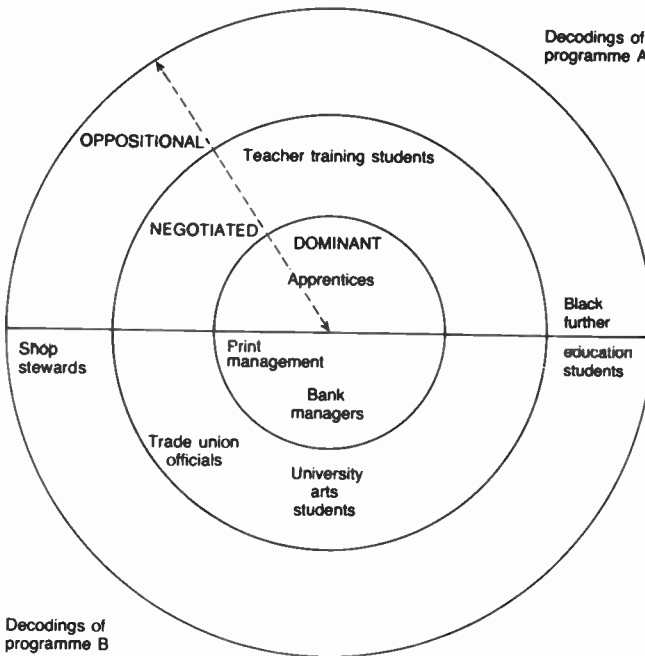 Decodings of
programme A
OPPOSITIONAL
Teacher training students
NEGOTIATED
DOMINANT
Apprentices
Black
further
education
students
Shop
stewards
Print
management
Bank
managers
Trade union
officials
University
arts
students
Decodings of
programme B